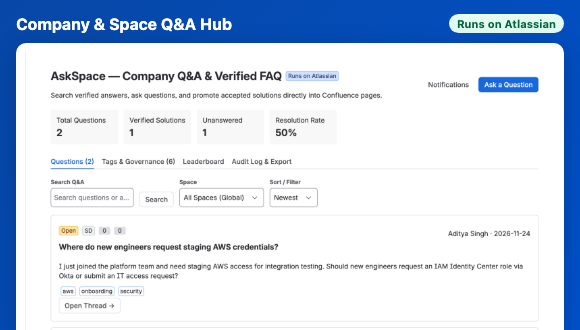 Company & Space Q&A Hub
Runs on Atlassian
AskSpace — Company Q&A & Verified FAQ Runs on Atlassian
Search verified answers, ask questions, and promote accepted solutions directly into Confluence pages.
Notifications
Ask a Question
Total Questions
2
Verified Solutions
1
Unanswered
1
Resolution Rate
50%
Questions (2) Tags & Governance (6) Leaderboard Audit Log & Export
Search Q&A
Search questions or a...
Search
Space
All Spaces (Global)
Sort / Filter
Newest
Open SD 0 0
Aditya Singh · 2026-11-24
Where do new engineers request staging AWS credentials?
I just joined the platform team and need staging AWS access for integration testing. Should new engineers request an IAM Identity Center role via
Okta or submit an IT access request?
aws onboarding security
Open Thread →